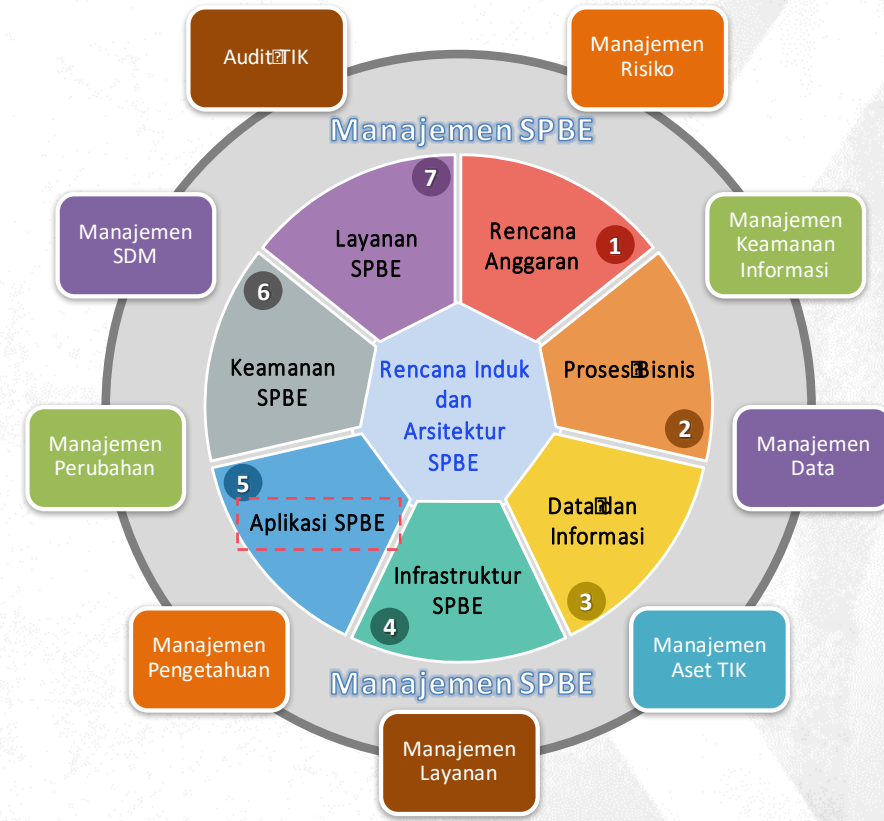 Audit TIK
Manajemen
Risiko
Manajemen SPBE
7
Layanan
SPBE
Rencana
Anggaran
1
Manajemen
SDM
Manajemen
Keamanan
Informasi
6
Keamanan
SPBE
Rencana Induk
dan
Arsitektur
SPBE
Proses Bisnis
2
Manajemen
Perubahan
Manajemen
Data
5
Aplikasi SPBE
Data dan
Informasi
3
Infrastruktur
SPBE
4
Manajemen
Pengetahuan
Manajemen
Aset TIK
Manajemen SPBE
Manajemen
Layanan